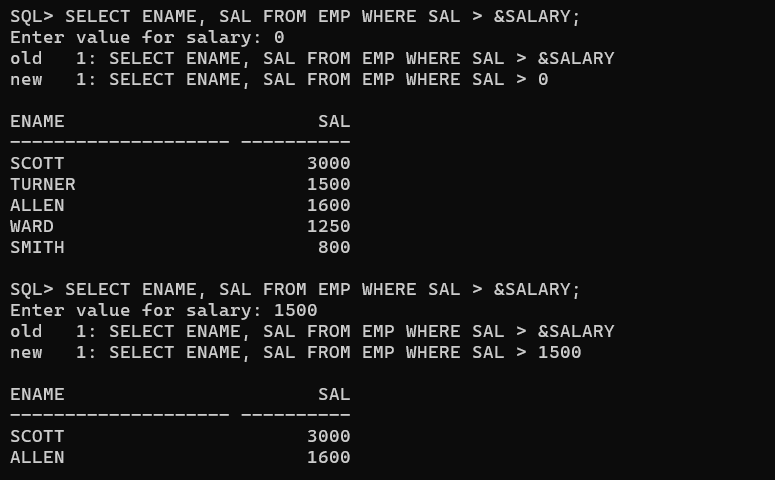 SQL> SELECT ENAME, SAL FROM EMP WHERE SAL > &SALARY;
Enter value for salary: 0
old   1: SELECT ENAME, SAL FROM EMP WHERE SAL > &SALARY
new   1: SELECT ENAME, SAL FROM EMP WHERE SAL > 0

ENAME                       SAL
-------------------- ----------
SCOTT                      3000
TURNER                     1500
ALLEN                      1600
WARD                       1250
SMITH                       800

SQL> SELECT ENAME, SAL FROM EMP WHERE SAL > &SALARY;
Enter value for salary: 1500
old   1: SELECT ENAME, SAL FROM EMP WHERE SAL > &SALARY
new   1: SELECT ENAME, SAL FROM EMP WHERE SAL > 1500

ENAME                       SAL
-------------------- ----------
SCOTT                      3000
ALLEN                      1600